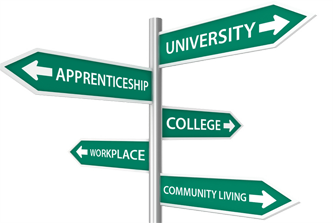 UNIVERSITY
APPRENTICESHIP
COLLEGE
WORKPLACE
COMMUNITY LIVING